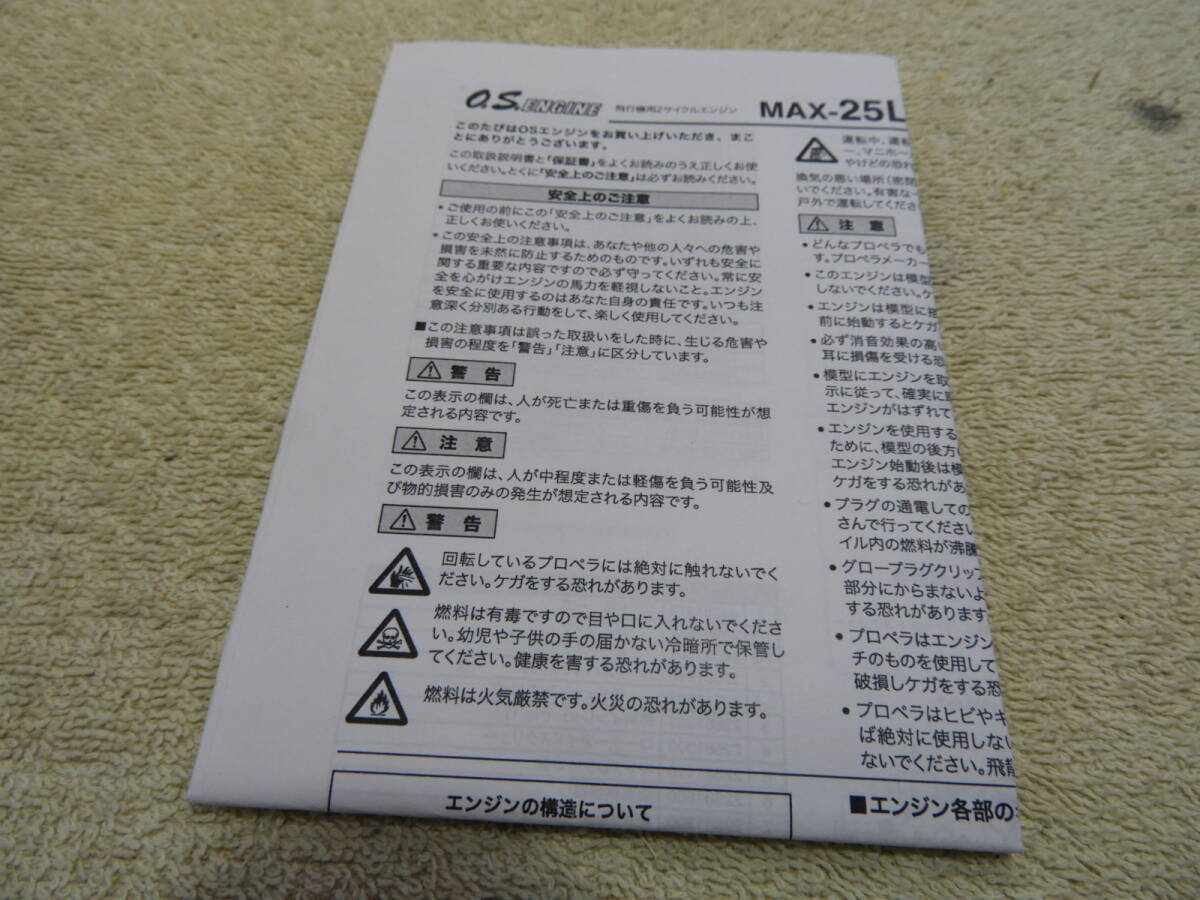 O.S.ENGINE 飛行機用2サイクルエンジン MAX-25L
このたびはOSエンジンをお買い上げいただき、まこ
とにありがとうございます。
この取扱説明書と「保証書」をよくお読みのうえ正しくお使
いください。とくに「安全上のご注意」は必ずお読みください。
安全上のご注意
・ご使用の前にこの「安全上のご注意」をよくお読みの上、
正しくお使いください。
・この安全上の注意事項は、あなたや他の人々への危害や
損害を未然に防止するためのものです。いずれも安全に
関する重要な内容ですので必ず守ってください。常に安
全を心がけエンジンの馬力を軽視しないこと。エンジン
を安全に使用するのはあなた自身の責任です。いつも注
意深く分別ある行動をして、楽しく使用してください。
■この注意事項は誤った取扱いをした時に、生じる危害や
損害の程度を「警告」「注意」に区分しています。
警告
この表示の欄は、人が死亡または重傷を負う可能性が想
定される内容です。
注意
この表示の欄は、人が中程度または軽傷を負う可能性及
び物的損害のみの発生が想定される内容です。
警告
回転しているプロペラには絶対に触れないでく
ださい。ケガをする恐れがあります。
燃料は有毒ですので目や口に入れないでくださ
い。幼児や子供の手の届かない冷暗所で保管し
てください。健康を害する恐れがあります。
燃料は火気厳禁です。火災の恐れがあります。
エンジンの構造について
運転中、運転
ー、マニホー
やけどの恐れ
換気の悪い場所(密閉
いでください。有害な一
戸外で運転してくださ
注意
・どんなプロペラでも
す。プロペラメーカー
・このエンジンは模型
しないでください。ケ
・エンジンは模型に搭
前に始動するとケガ
・必ず消音効果の高い
耳に損傷を受ける恐
・模型にエンジンを取
示に従って、確実に取
エンジンがはずれて
・エンジンを使用する
ために、模型の後方
エンジン始動後は模
ケガをする恐れがあ
・プラグの通電しての
さんで行ってください
イル内の燃料が沸騰
・グロープラグクリップ
部分にからまないよ
する恐れがあります
・プロペラはエンジン
チのものを使用して
破損しケガをする恐
・プロペラはヒビやキ
ば絶対に使用しない
ないでください。飛散
■エンジン各部の